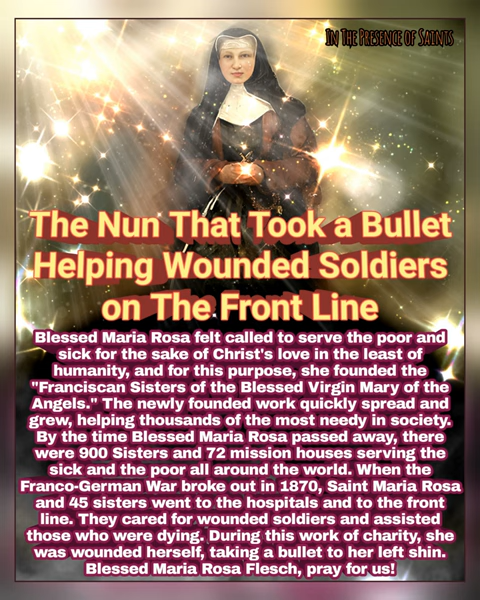 In The Presence of Saints
The Nun That Took a Bullet
Helping Wounded Soldiers
on The Front Line
Blessed Maria Rosa felt called to serve the poor and
sick for the sake of Christ's love in the least of
humanity, and for this purpose, she founded the
"Franciscan Sisters of the Blessed Virgin Mary of the
Angels." The newly founded work quickly spread and
grew, helping thousands of the most needy in society.
By the time Blessed Maria Rosa passed away, there
were 900 Sisters and 72 mission houses serving the
sick and the poor all around the world. When the
Franco-German War broke out in 1870, Saint Maria Rosa
and 45 sisters went to the hospitals and to the front
line. They cared for wounded soldiers and assisted
those who were dying. During this work of charity, she
was wounded herself, taking a bullet to her left shin.
Blessed Maria Rosa Flesch, pray for us!